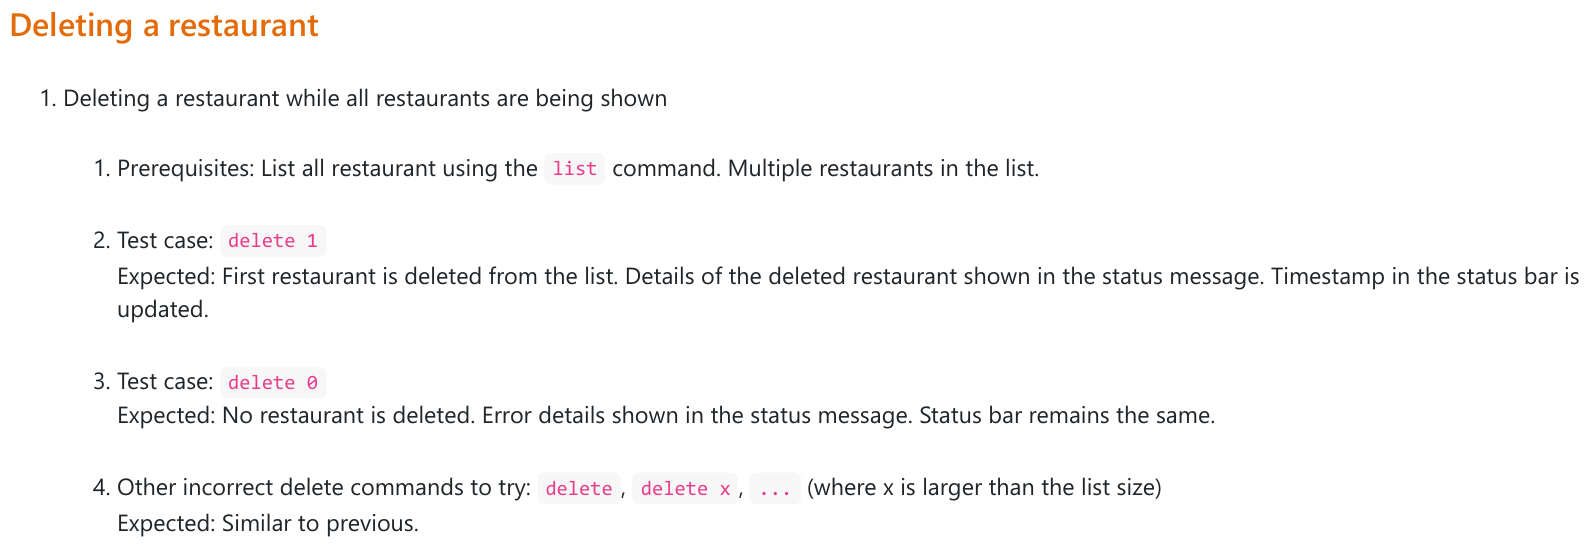 Deleting a restaurant
1. Deleting a restaurant while all restaurants are being shown
1. Prerequisites: List all restaurant using the list command. Multiple restaurants in the list.
2. Test case: delete 1
Expected: First restaurant is deleted from the list. Details of the deleted restaurant shown in the status message. Timestamp in the status bar is
updated.
3. Test case: delete 0
Expected: No restaurant is deleted. Error details shown in the status message. Status bar remains the same.
4. Other incorrect delete commands to try: delete, delete x, ... (where x is larger than the list size)
Expected: Similar to previous.